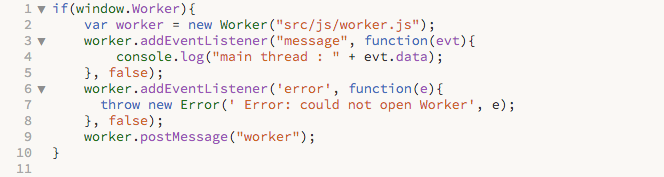 1 ▼ if(window.Worker){
2 var worker = new Worker("src/js/worker.js");
3 ▼ worker.addEventListener("message", function(evt){
4 console.log("main thread : " + evt.data);
5 }, false);
6 ▼ worker.addEventListener('error', function(e){
7 throw new Error(' Error: could not open Worker', e);
8 }, false);
9 worker.postMessage("worker");
10 }
11